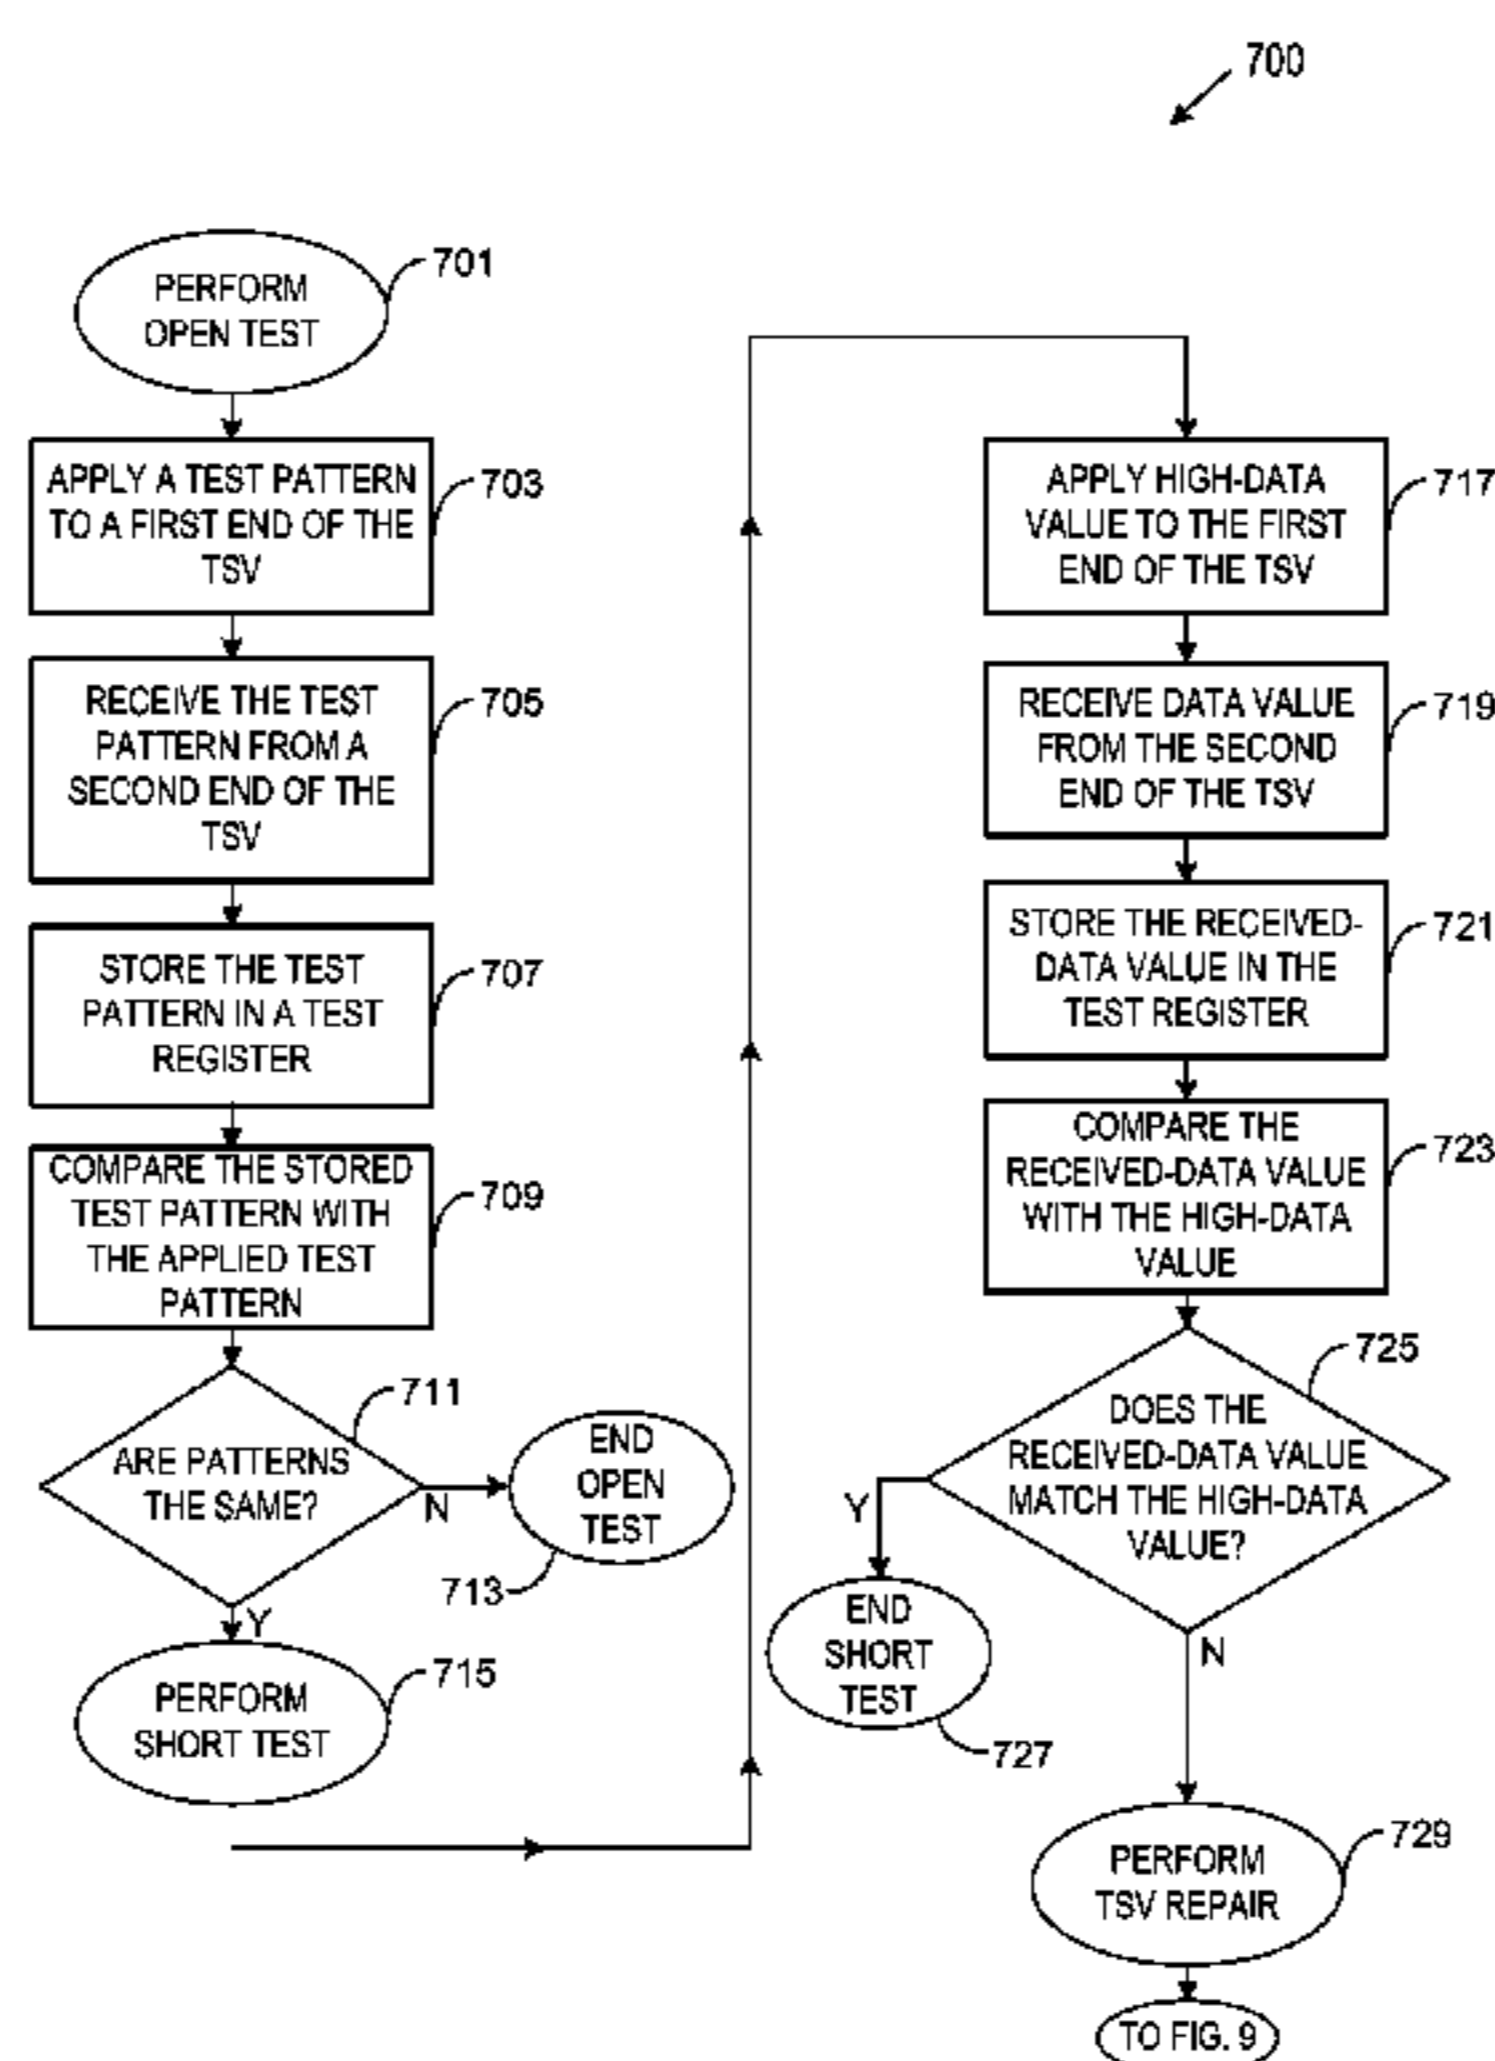 700
PERFORM
OPEN TEST
701
APPLY A TEST PATTERN
TO A FIRST END OF THE
TSV
703
RECEIVE THE TEST
PATTERN FROM A
SECOND END OF THE
TSV
705
STORE THE TEST
PATTERN IN A TEST
REGISTER
707
COMPARE THE STORED
TEST PATTERN WITH
THE APPLIED TEST
PATTERN
709
ARE PATTERNS
THE SAME?
711
N
END
OPEN
TEST
713
Y
PERFORM
SHORT TEST
715
APPLY HIGH-DATA
VALUE TO THE FIRST
END OF THE TSV
717
RECEIVE DATA VALUE
FROM THE SECOND
END OF THE TSV
719
STORE THE RECEIVED-
DATA VALUE IN THE
TEST REGISTER
721
COMPARE THE
RECEIVED-DATA VALUE
WITH THE HIGH-DATA
VALUE
723
DOES THE
RECEIVED-DATA VALUE
MATCH THE HIGH-DATA
VALUE?
725
Y
END
SHORT
TEST
727
N
PERFORM
TSV REPAIR
729
TO FIG. 9